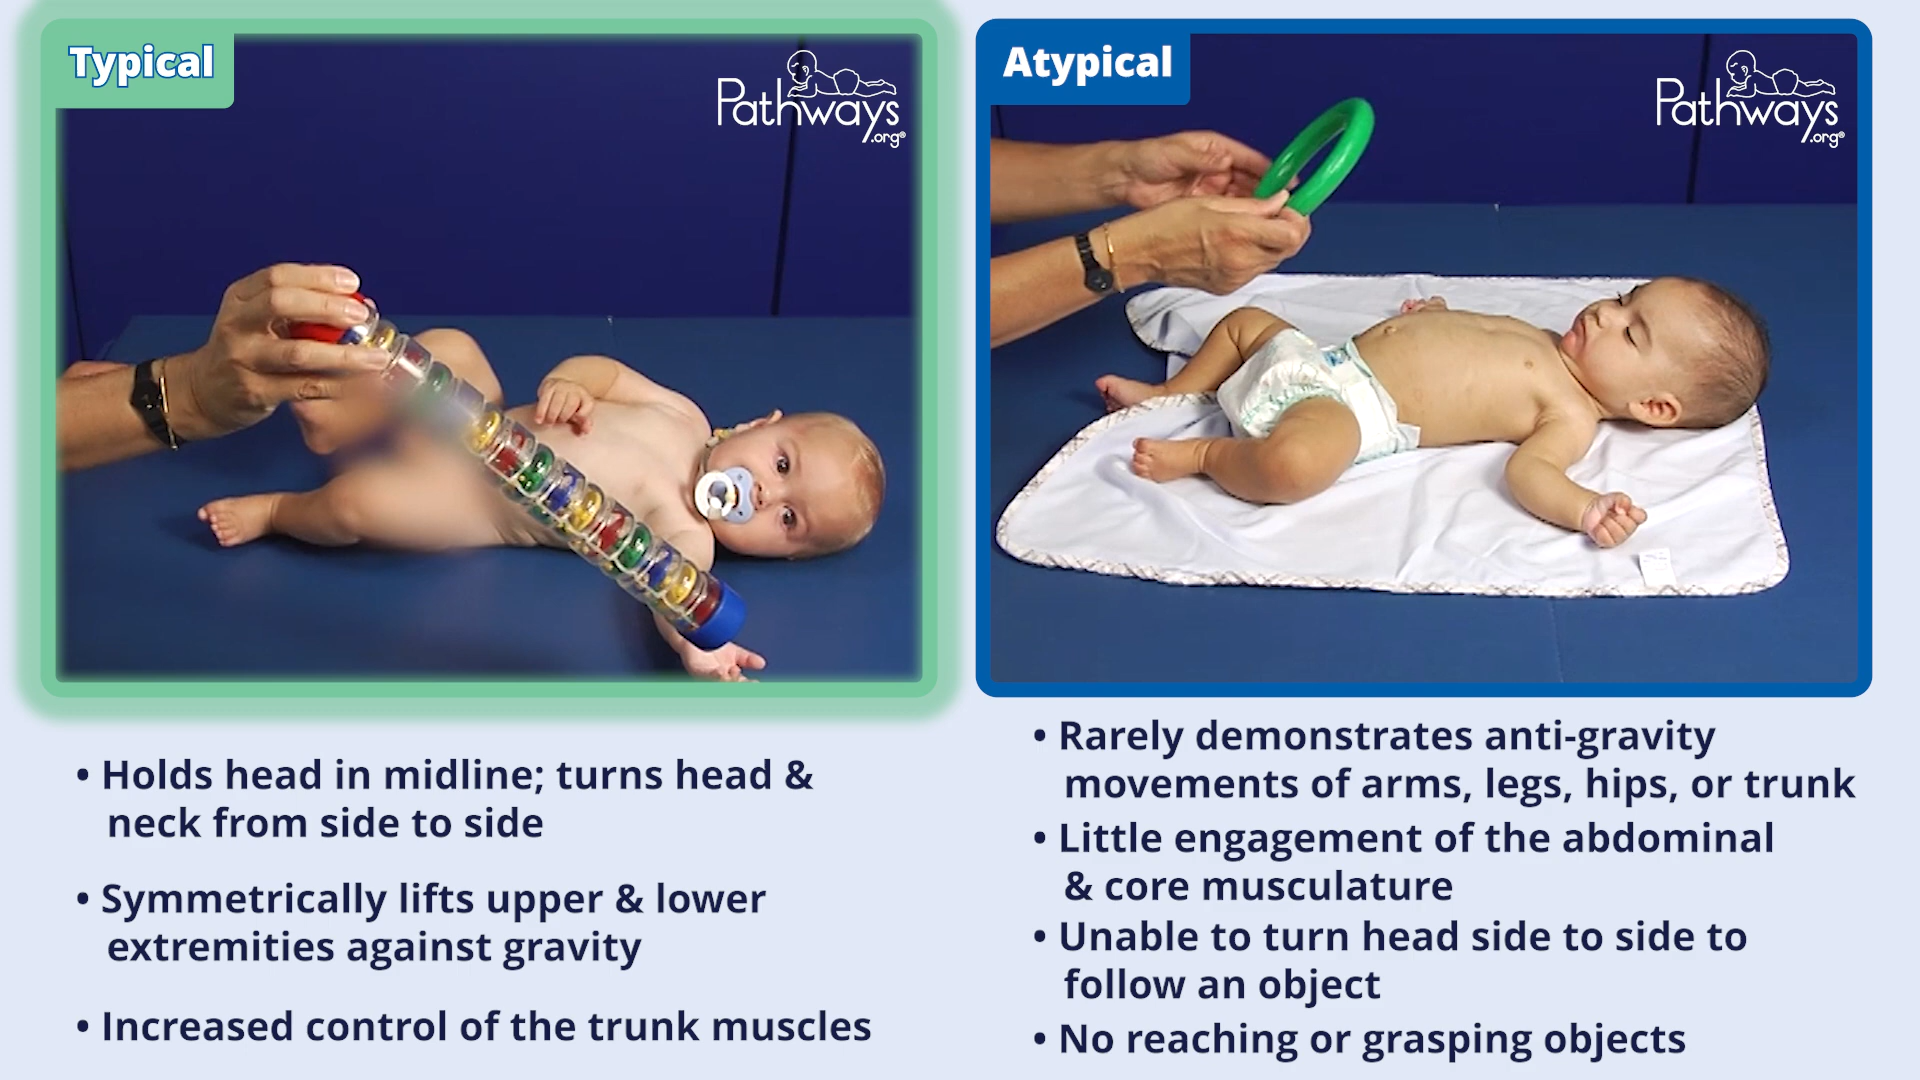 Typical
Pathways
.org®
• Holds head in midline; turns head &
neck from side to side
• Symmetrically lifts upper & lower
extremities against gravity
• Increased control of the trunk muscles
Atypical
Pathways
.org®
• Rarely demonstrates anti-gravity
movements of arms, legs, hips, or trunk
• Little engagement of the abdominal
& core musculature
• Unable to turn head side to side to
follow an object
• No reaching or grasping objects